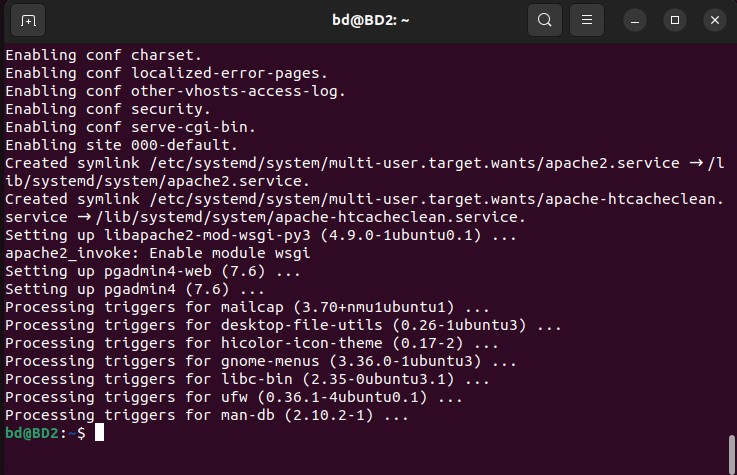 bd@BD2: ~
Enabling conf charset.
Enabling conf localized-error-pages.
Enabling conf other-vhosts-access-log.
Enabling conf security.
Enabling conf serve-cgi-bin.
Enabling site 000-default.
Created symlink /etc/systemd/system/multi-user.target.wants/apache2.service → /l
ib/systemd/system/apache2.service.
Created symlink /etc/systemd/system/multi-user.target.wants/apache-htcacheclean.
service → /lib/systemd/system/apache-htcacheclean.service.
Setting up libapache2-mod-wsgi-py3 (4.9.0-1ubuntu0.1) ...
apache2_invoke: Enable module wsgi
Setting up pgadmin4-web (7.6) ...
Setting up pgadmin4 (7.6) ...
Processing triggers for mailcap (3.70+nmu1ubuntu1) ...
Processing triggers for desktop-file-utils (0.26-1ubuntu3) ...
Processing triggers for hicolor-icon-theme (0.17-2) ...
Processing triggers for gnome-menus (3.36.0-1ubuntu3) ...
Processing triggers for libc-bin (2.35-0ubuntu3.1) ...
Processing triggers for ufw (0.36.1-4ubuntu0.1) ...
Processing triggers for man-db (2.10.2-1) ...
bd@BD2:~$